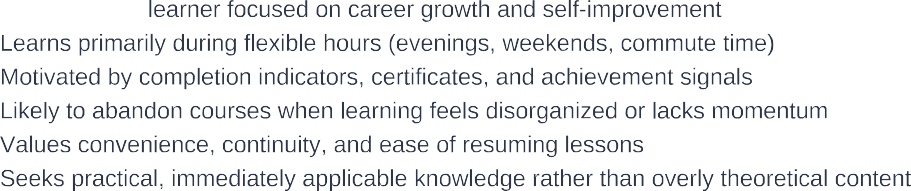 learner focused on career growth and self-improvement
Learns primarily during flexible hours (evenings, weekends, commute time)
Motivated by completion indicators, certificates, and achievement signals
Likely to abandon courses when learning feels disorganized or lacks momentum
Values convenience, continuity, and ease of resuming lessons
Seeks practical, immediately applicable knowledge rather than overly theoretical content